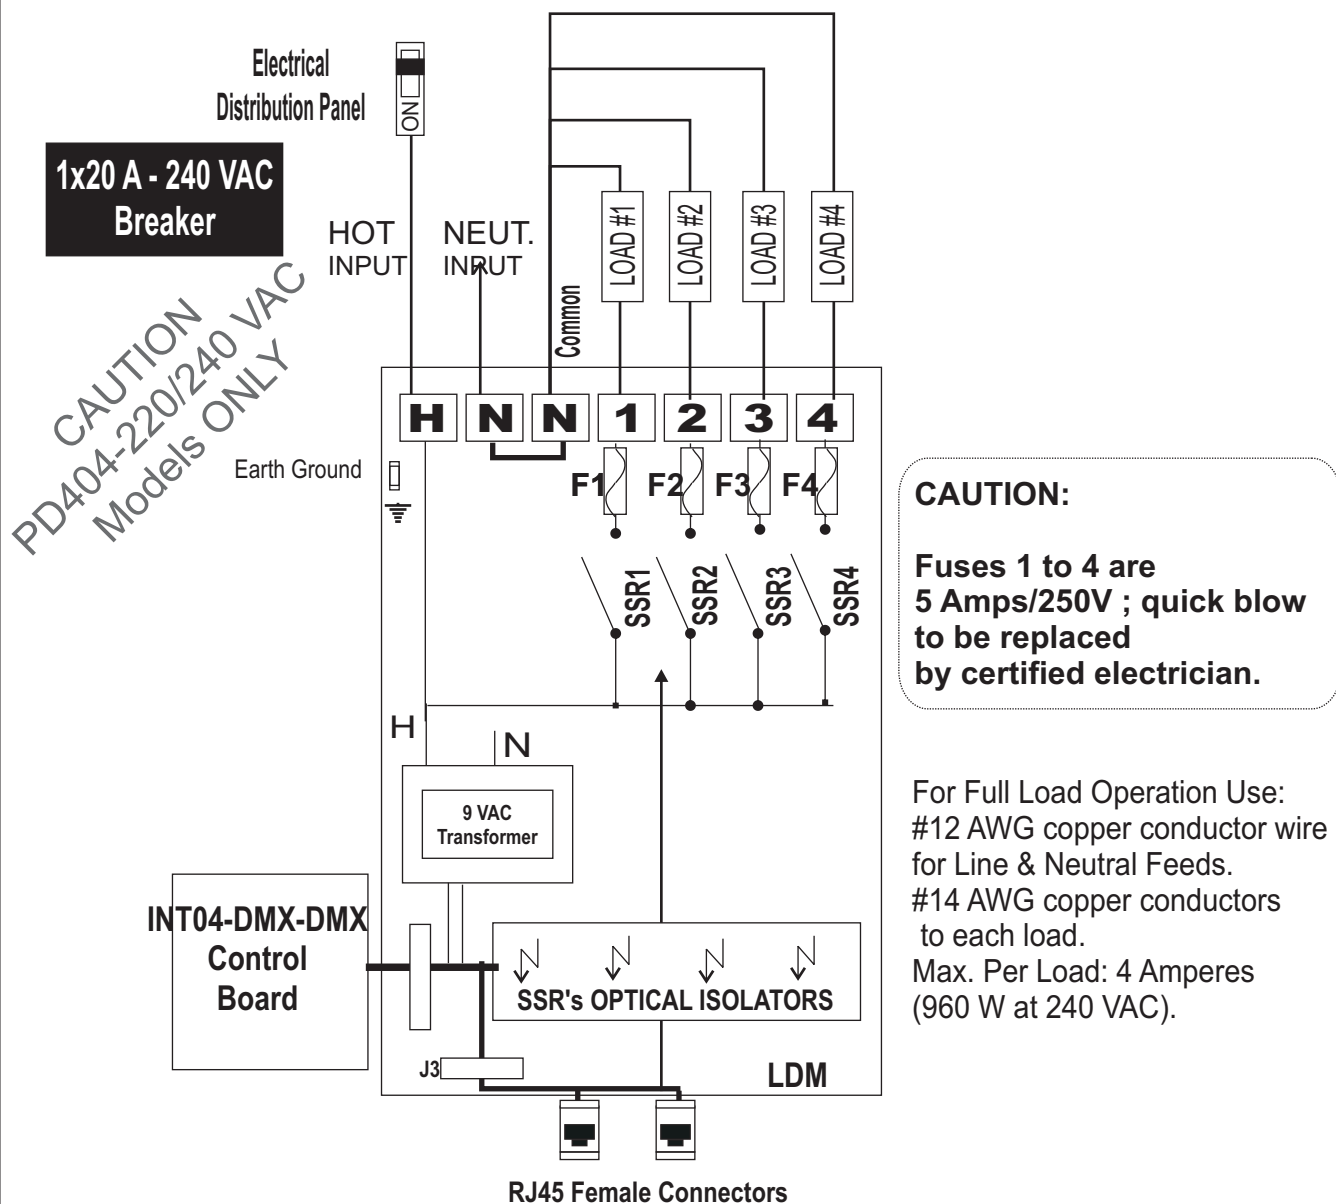 Electrical
Distribution Panel
ON
1x20 A - 240 VAC
Breaker
HOT
INPUT
NEUT.
INPUT
Common
LOAD #1
LOAD #2
LOAD #3
LOAD #4
CAUTION
PD404-220/240 VAC
Models ONLY
H
N
N
1
2
3
4
Earth Ground
F1
F2
F3
F4
SSR1
SSR2
SSR3
SSR4
CAUTION:
Fuses 1 to 4 are
5 Amps/250V ; quick blow
to be replaced
by certified electrician.
H
N
9 VAC
Transformer
For Full Load Operation Use:
#12 AWG copper conductor wire
for Line & Neutral Feeds.
#14 AWG copper conductors
to each load.
Max. Per Load: 4 Amperes
(960 W at 240 VAC).
INT04-DMX-DMX
Control
Board
SSR's OPTICAL ISOLATORS
J3
LDM
RJ45 Female Connectors